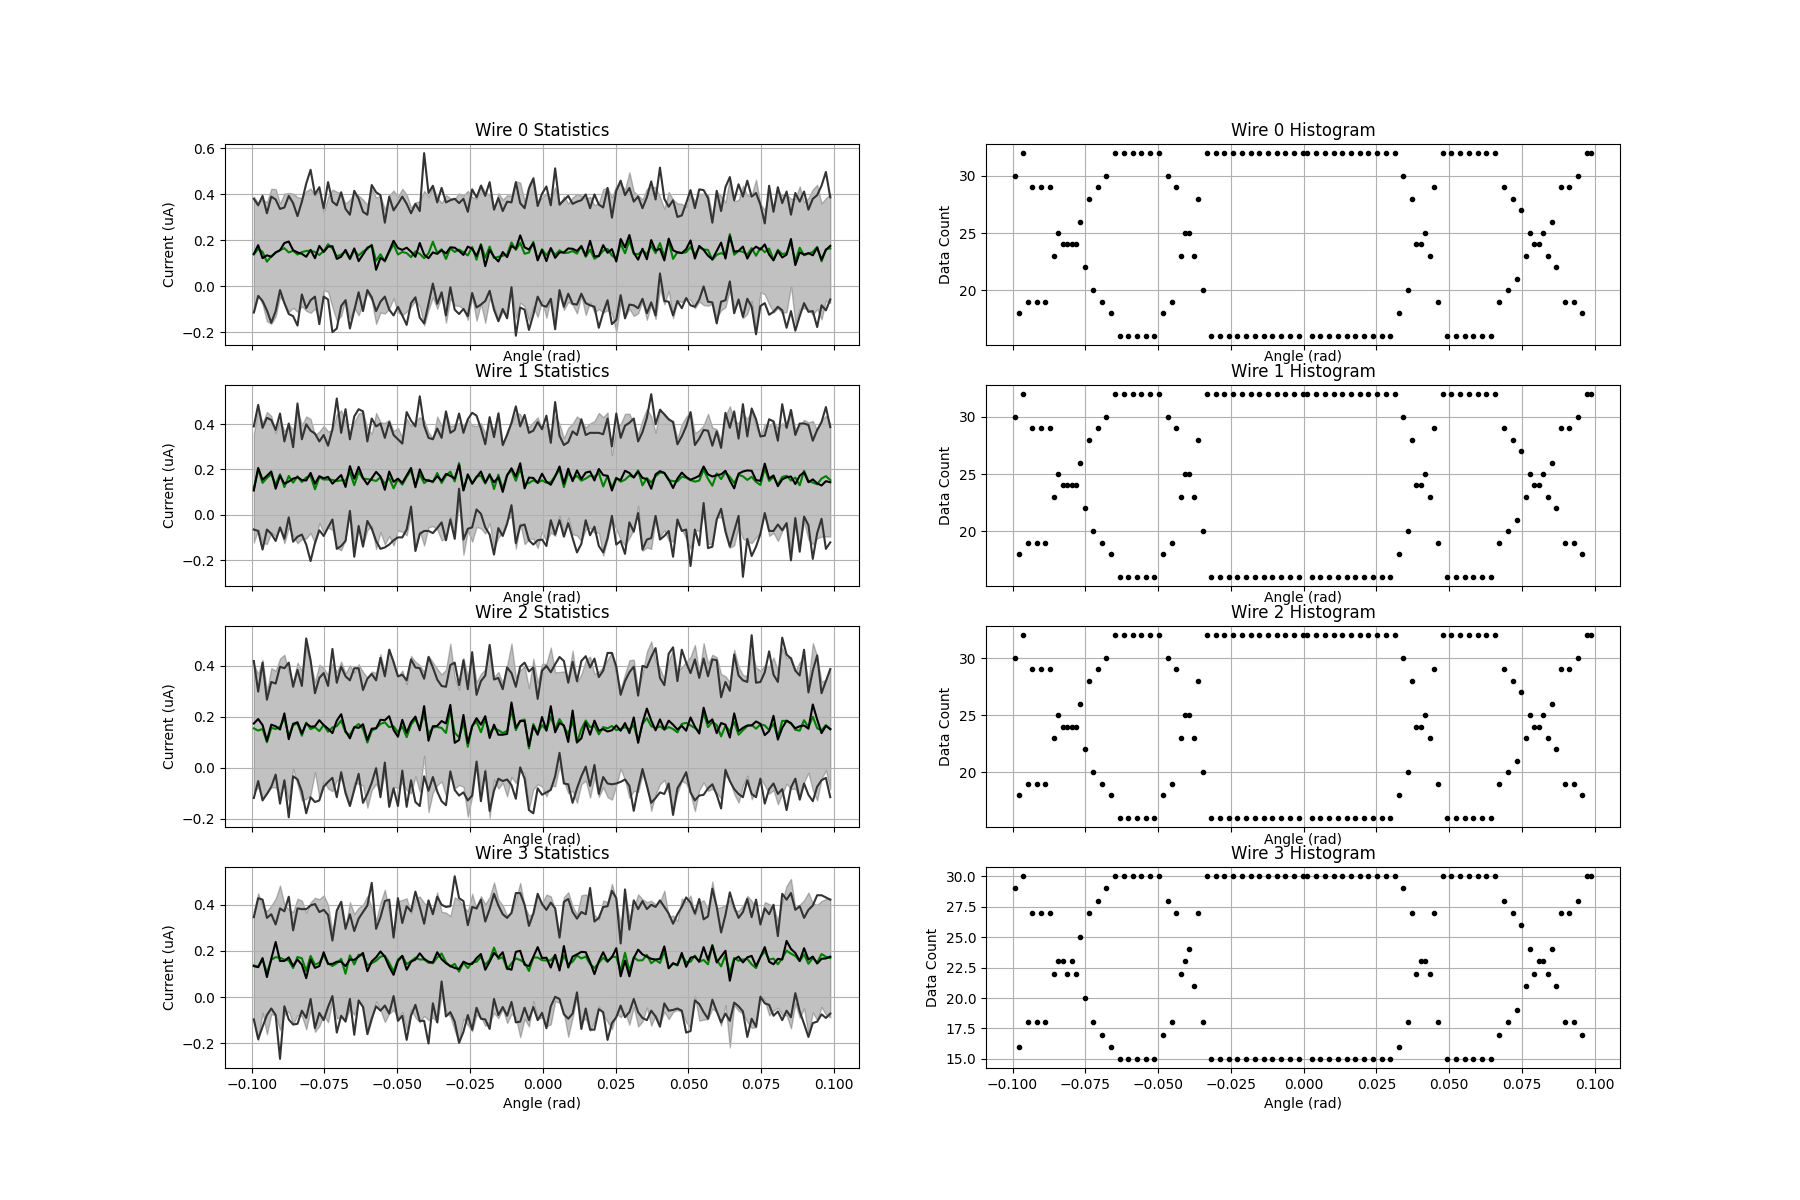 Wire 0 Statistics
Current (uA)
0.6
0.4
0.2
0.0
−0.2
Angle (rad)
Wire 0 Histogram
Data Count
30
25
20
Angle (rad)
Wire 1 Statistics
Current (uA)
0.4
0.2
0.0
−0.2
Angle (rad)
Wire 1 Histogram
Data Count
30
25
20
Angle (rad)
Wire 2 Statistics
Current (uA)
0.4
0.2
0.0
−0.2
Angle (rad)
Wire 2 Histogram
Data Count
30
25
20
Angle (rad)
Wire 3 Statistics
Current (uA)
0.4
0.2
0.0
−0.2
−0.100 −0.075 −0.050 −0.025 0.000 0.025 0.050 0.075 0.100
Angle (rad)
Wire 3 Histogram
Data Count
30.0
27.5
25.0
22.5
20.0
17.5
15.0
−0.100 −0.075 −0.050 −0.025 0.000 0.025 0.050 0.075 0.100
Angle (rad)